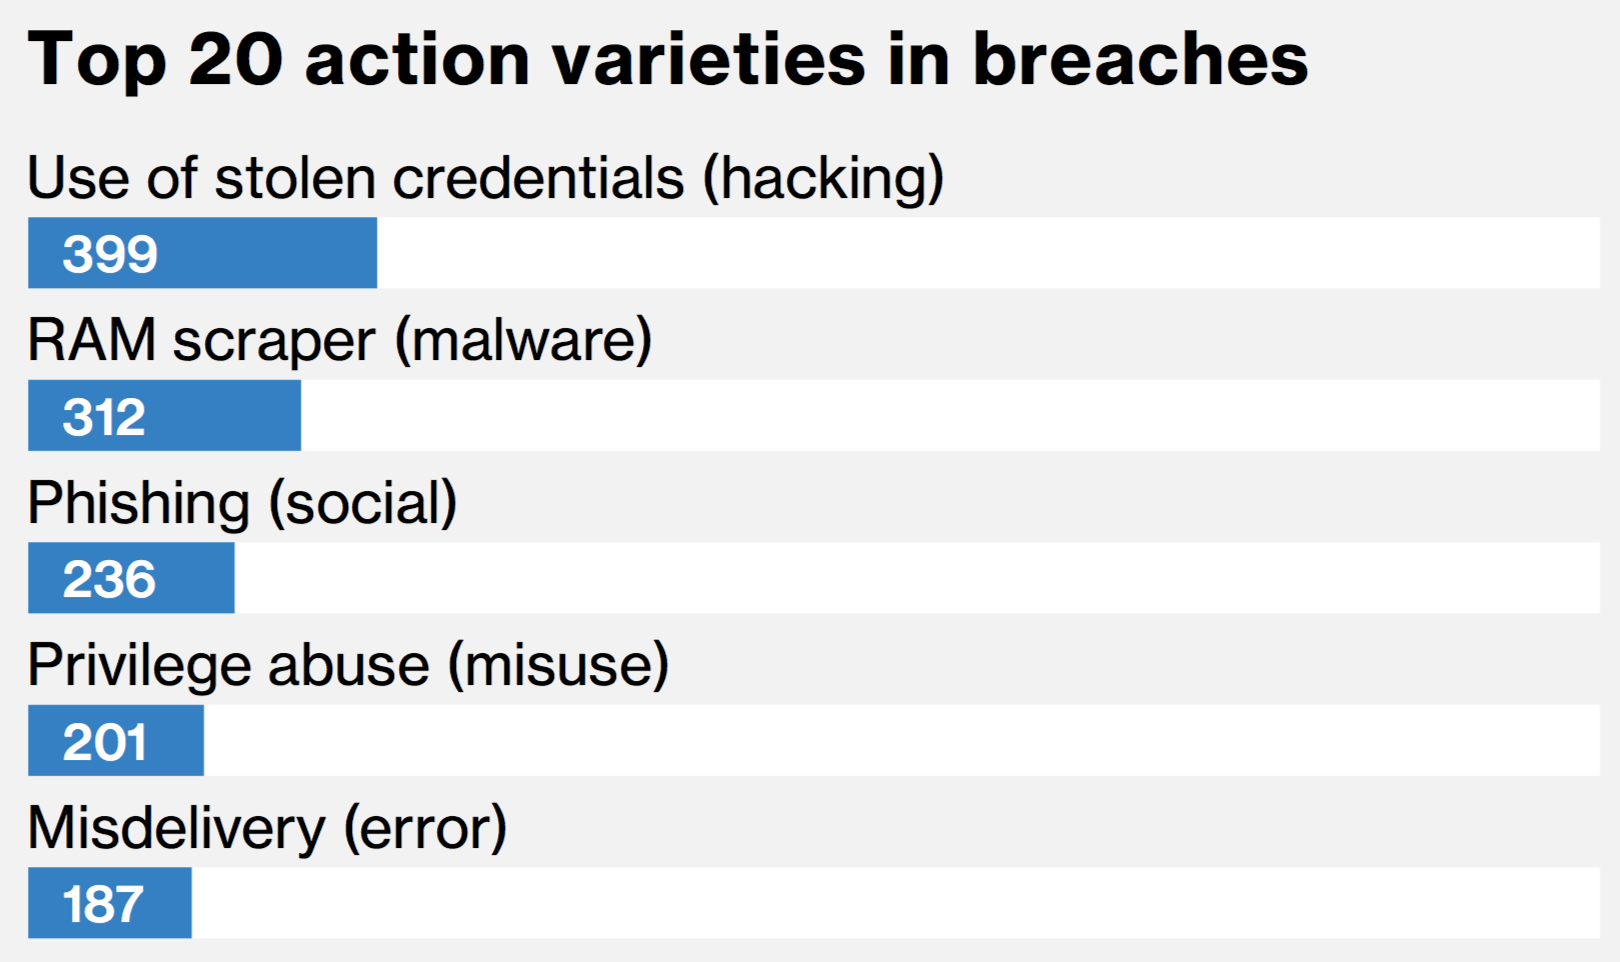 Top 20 action varieties in breaches
Use of stolen credentials (hacking)
399
RAM scraper (malware)
312
Phishing (social)
236
Privilege abuse (misuse)
201
Misdelivery (error)
187